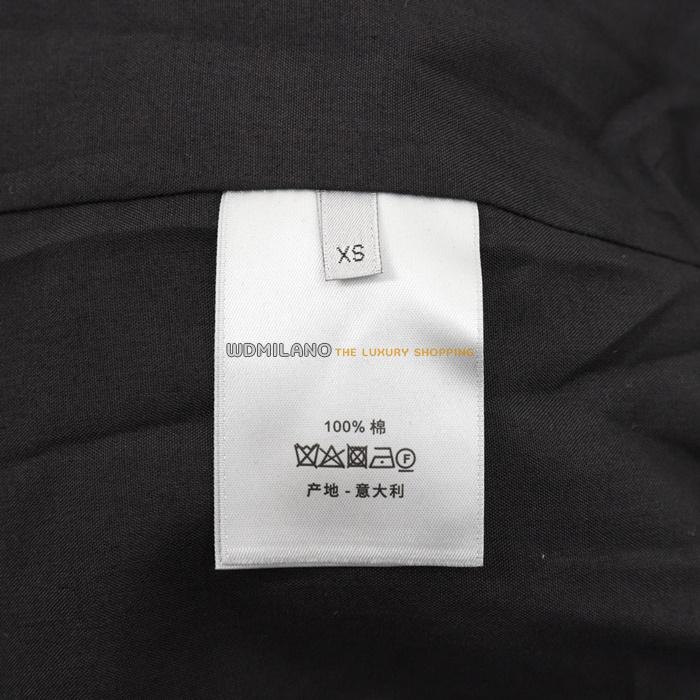 XS
WDMILANO THE LUXURY SHOPPING
100% 棉
F
产地 - 意大利